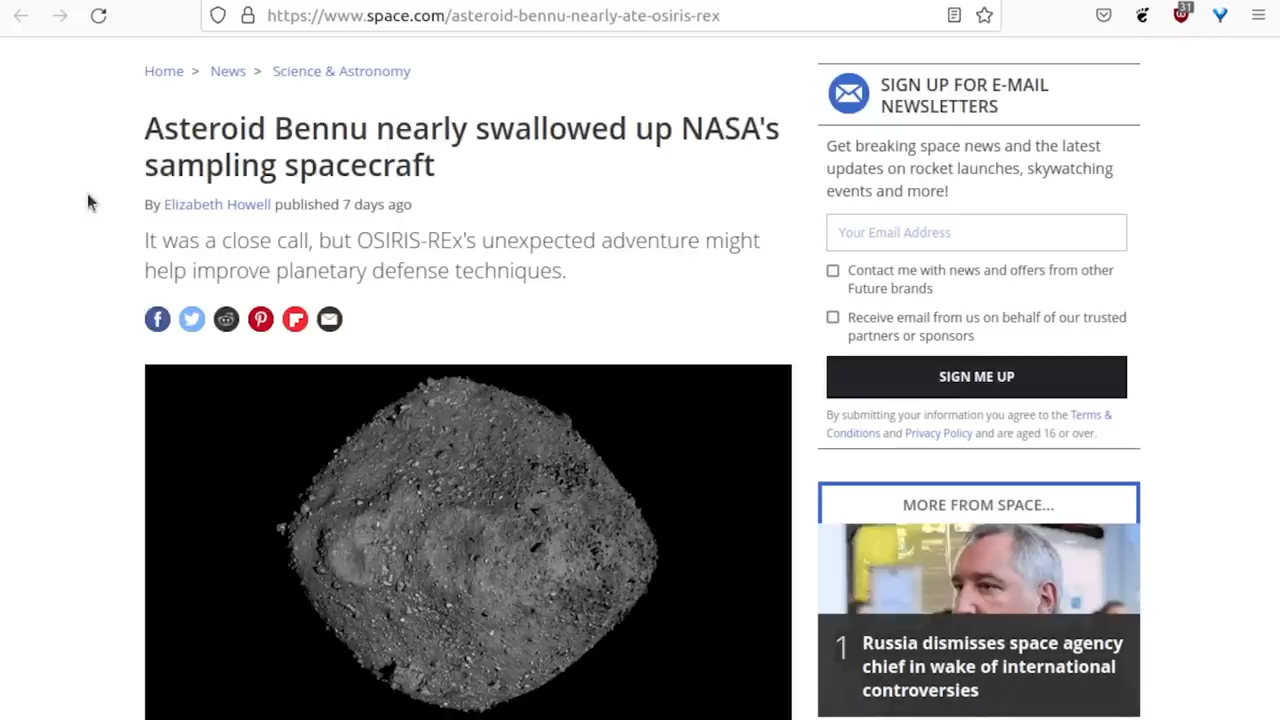 https://www.space.com/asteroid-bennu-nearly-ate-osiris-rex
31
Home > News > Science & Astronomy
Asteroid Bennu nearly swallowed up NASA's
sampling spacecraft
By Elizabeth Howell published 7 days ago
It was a close call, but OSIRIS-REx's unexpected adventure might
help improve planetary defense techniques.
SIGN UP FOR E-MAIL
NEWSLETTERS
Get breaking space news and the latest
updates on rocket launches, skywatching
events and more!
Your Email Address
Contact me with news and offers from other
Future brands
Receive email from us on behalf of our trusted
partners or sponsors
SIGN ME UP
By submitting your information you agree to the Terms &
Conditions and Privacy Policy and are aged 16 or over.
MORE FROM SPACE...
1 Russia dismisses space agency
chief in wake of international
controversies